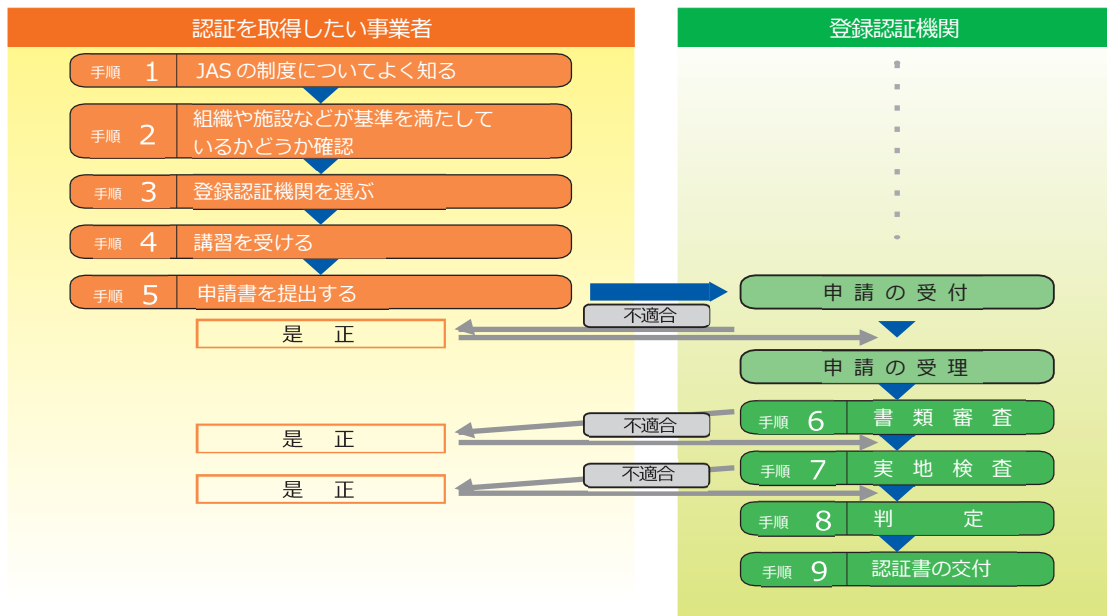 認証を取得したい事業者
登録認証機関
手順 1 JASの制度についてよく知る
手順 2 組織や施設などが基準を満たして
いるかどうか確認
手順 3 登録認証機関を選ぶ
手順 4 講習を受ける
手順 5 申請書を提出する
申請の受付
不適合
是 正
申請の受理
手順 6 書類審査
不適合
是 正
手順 7 実地検査
不適合
是 正
手順 8 判 定
手順 9 認証書の交付